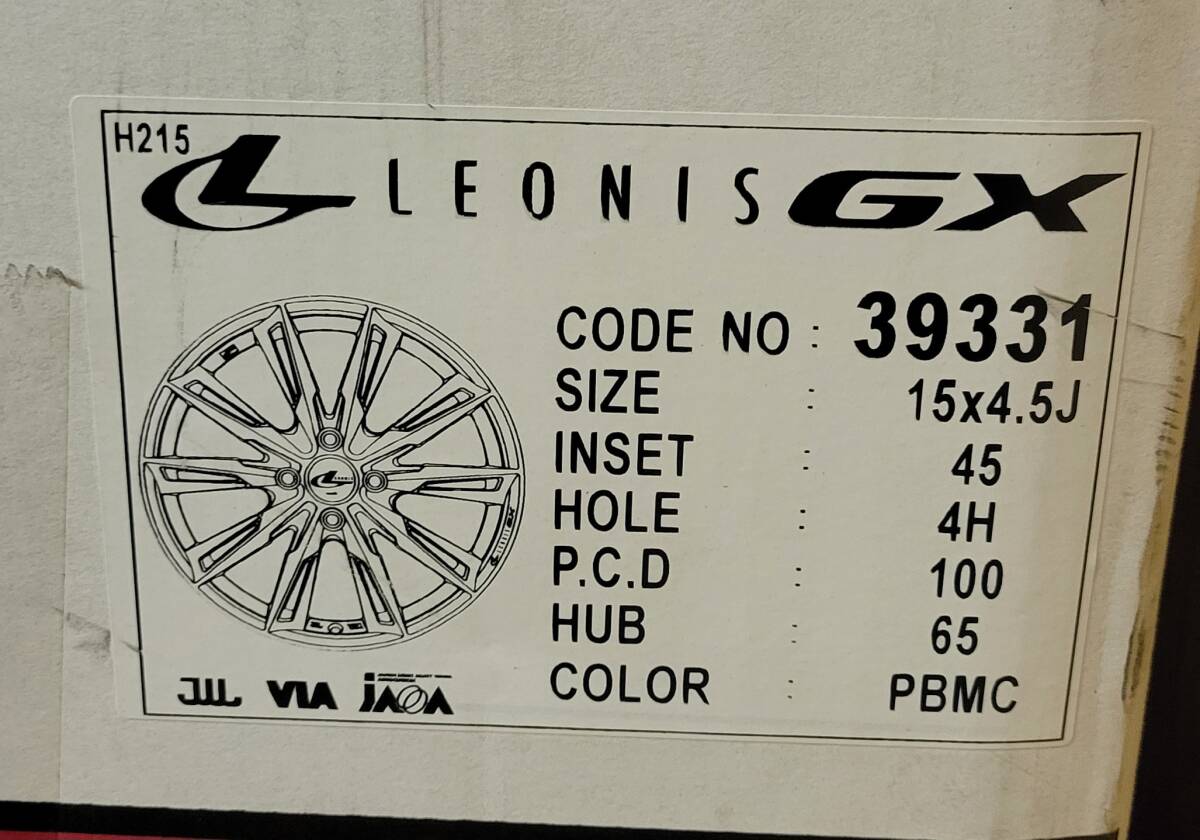 H215
LEONIS GX
CODE NO : 39331
SIZE : 15x4.5J
INSET : 45
HOLE : 4H
P.C.D : 100
HUB : 65
COLOR : PBMC
JWL VIA JAWA